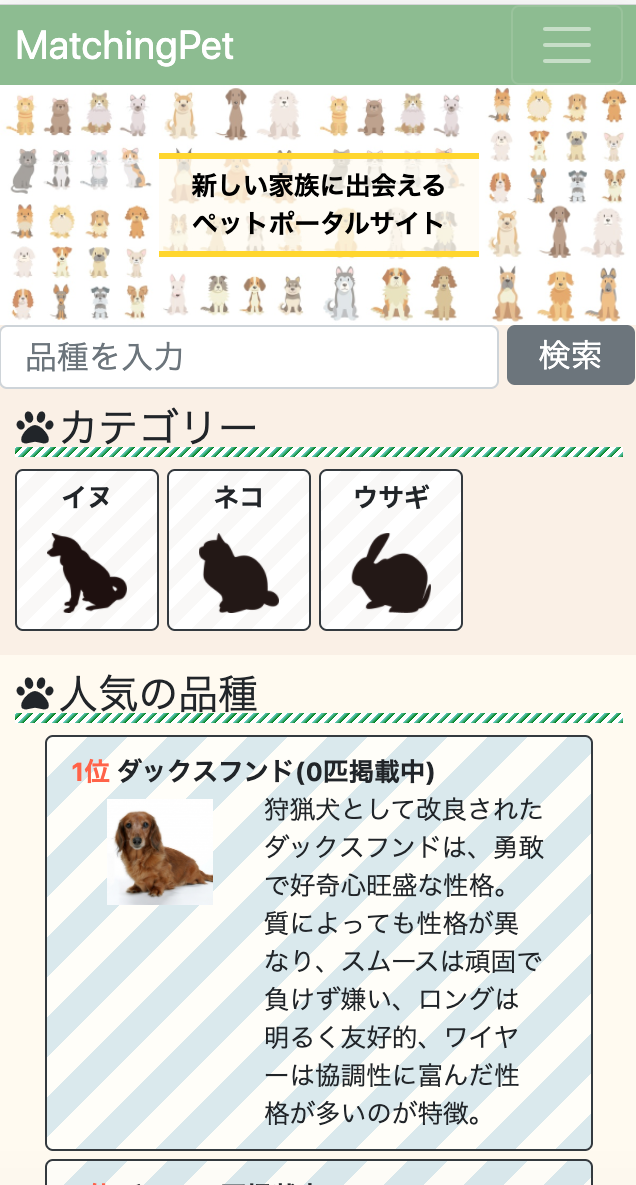 MatchingPet
新しい家族に出会える
ペットポータルサイト
品種を入力
検索
カテゴリー
イヌ
ネコ
ウサギ
人気の品種
1位 ダックスフンド(0匹掲載中)
狩猟犬として改良された
ダックスフンドは、勇敢
で好奇心旺盛な性格。
質によっても性格が異
なり、スムースは頑固で
負けず嫌い、ロングは
明るく友好的、ワイヤ
ーは協調性に富んだ性
格が多いのが特徴。